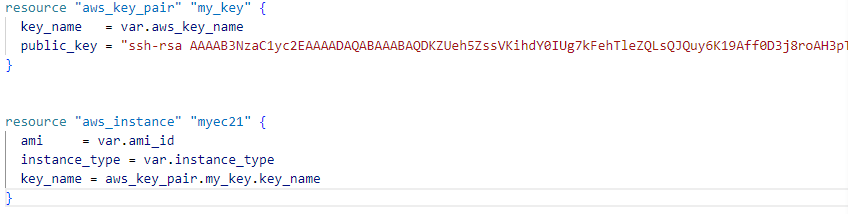 resource "aws_key_pair" "my_key" {
  key_name   = var.aws_key_name
  public_key = "ssh-rsa AAAAB3NzaC1yc2EAAAADAQABAAABAQDKZUeh5ZssVKihdY0IUg7kFehTleZQLsQJQuy6K19Aff0D3j8roAH3p
}
resource "aws_instance" "myec21" {
  ami     = var.ami_id
  instance_type = var.instance_type
  key_name = aws_key_pair.my_key.key_name
}